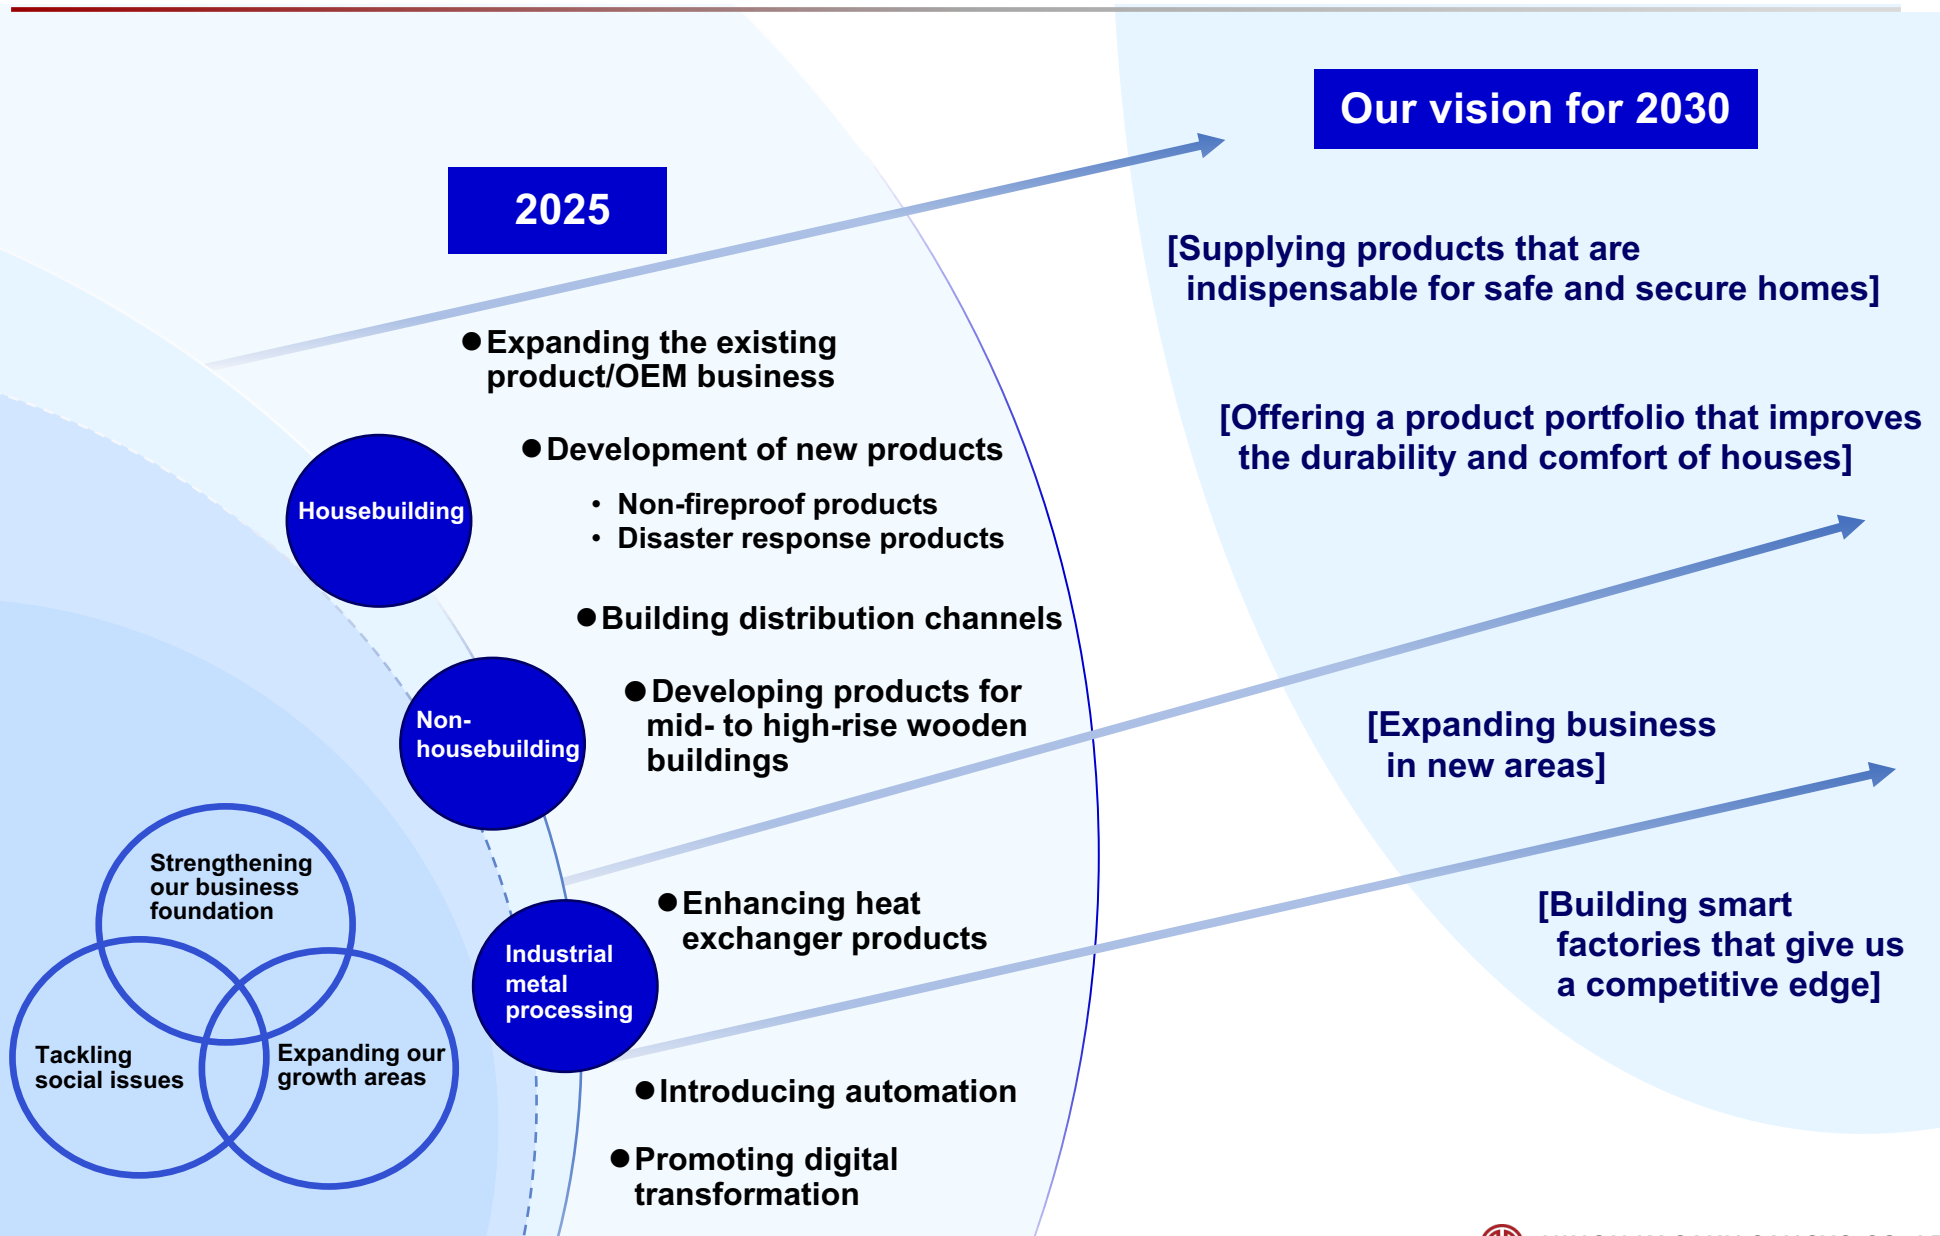 Our vision for 2030
2025
[Supplying products that are
indispensable for safe and secure homes]
●Expanding the existing
product/OEM business
[Offering a product portfolio that improves
the durability and comfort of houses]
●Development of new products
・ Non-fireproof products
・ Disaster response products
Housebuilding
●Building distribution channels
●Developing products for
mid- to high-rise wooden
buildings
Non-
housebuilding
[Expanding business
in new areas]
Strengthening
our business
foundation
●Enhancing heat
exchanger products
[Building smart
factories that give us
a competitive edge]
Industrial
metal
processing
Tackling
social issues
Expanding our
growth areas
●Introducing automation
●Promoting digital
transformation